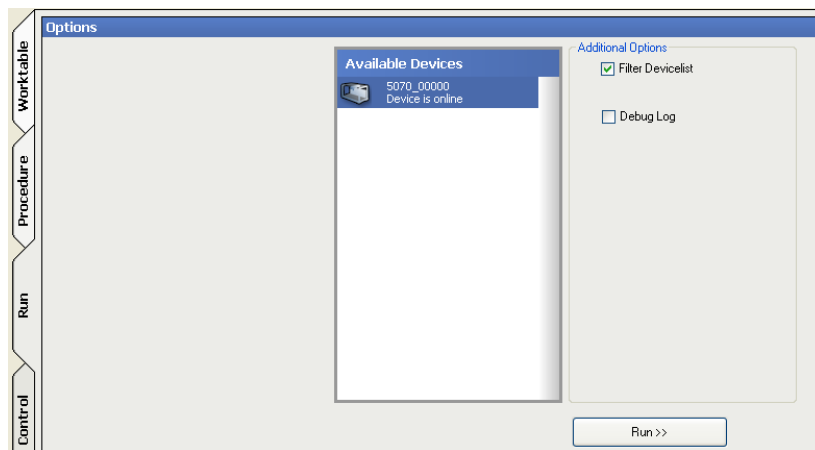 Options
Worktable
Procedure
Run
Control
Available Devices
5070_00000
Device is online
Additional Options
Filter Devicelist
Debug Log
Run >>